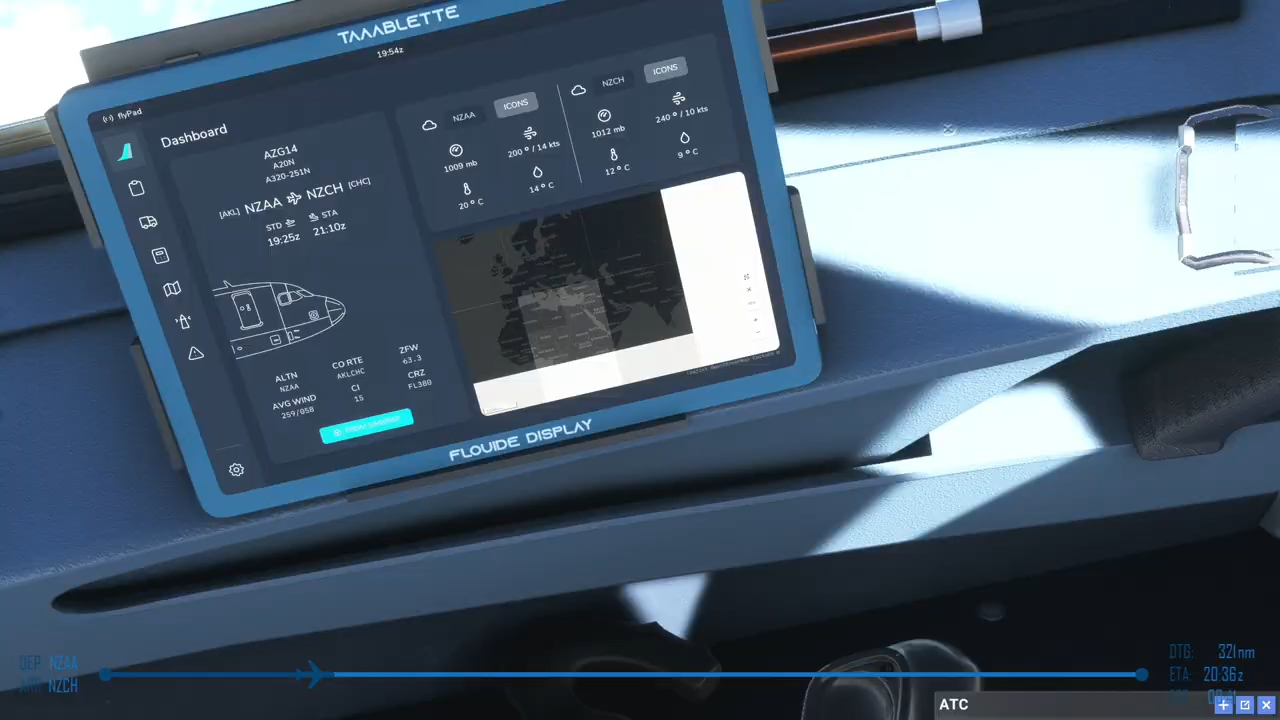 TAAABLETTE
19:54z
flyPad
Dashboard
AZG14
A20N
A320-251N
[AKL] NZAA NZCH [CHC]
STD STA
19:25z 21:10z
ALTN CO RTE ZFW
NZAA AKLCHC 63.3
AVG WIND CI CRZ
259/058 15 FL380
NZAA ICONS
1009 mb 200 ° / 14 kts
20 ° C 14 ° C
NZCH ICONS
1012 mb 240 ° / 10 kts
12 ° C 9 ° C
FLOUIDE DISPLAY
DEP NZAA
NZCH
DTG: 321nm
ETA: 20:36z
ATC